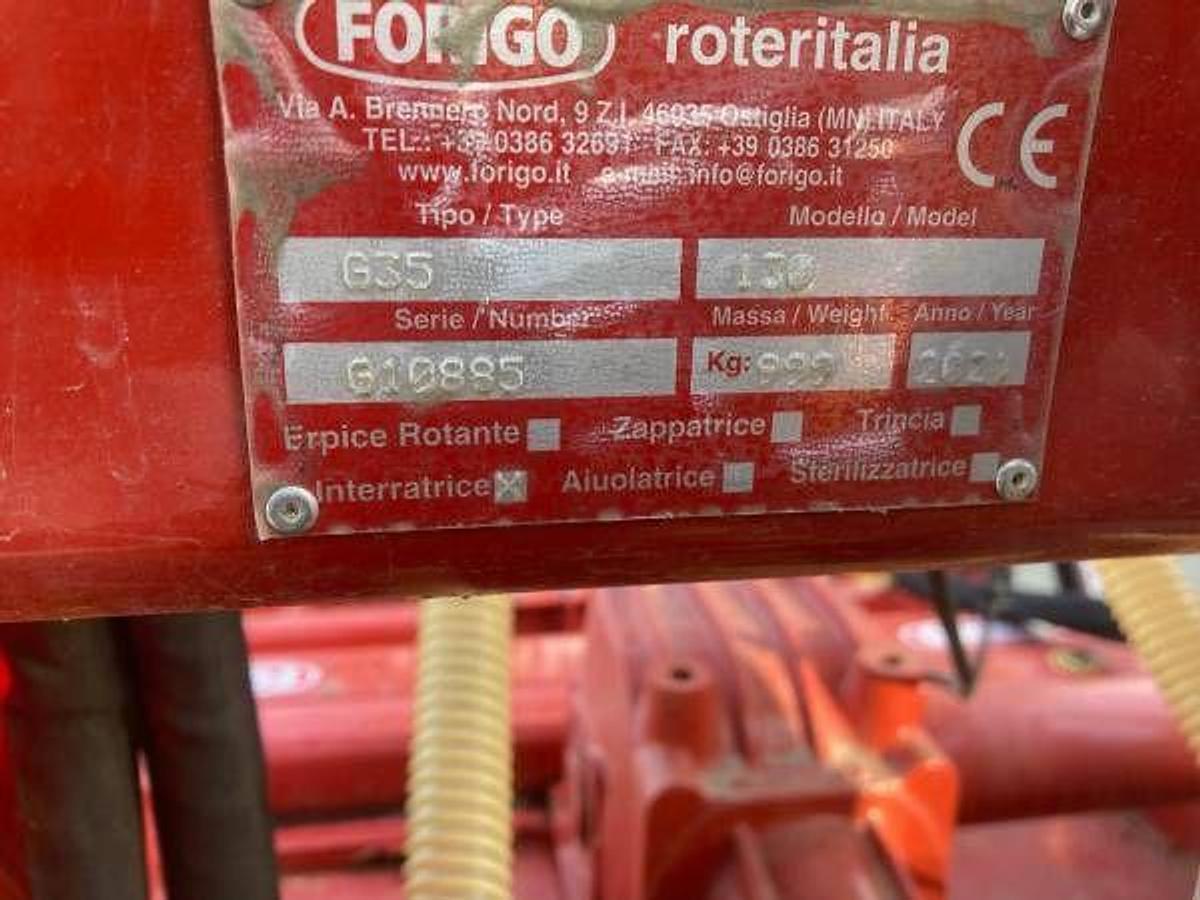 FORIGO roteritalia
Via A. Brennero Nord, 9 Z.I. 46035 Ostiglia (MN) ITALY
TEL.: +39 0386 32691 FAX: +39 0386 31250
www.forigo.it e-mail: info@forigo.it
CE
Tipo / Type Modello / Model
G35 130
Serie / Number Massa / Weight Anno / Year
G10885 Kg: 999 2021
Erpice Rotante Zappatrice Trincia
Interratrice Aiuolatrice Sterilizzatrice